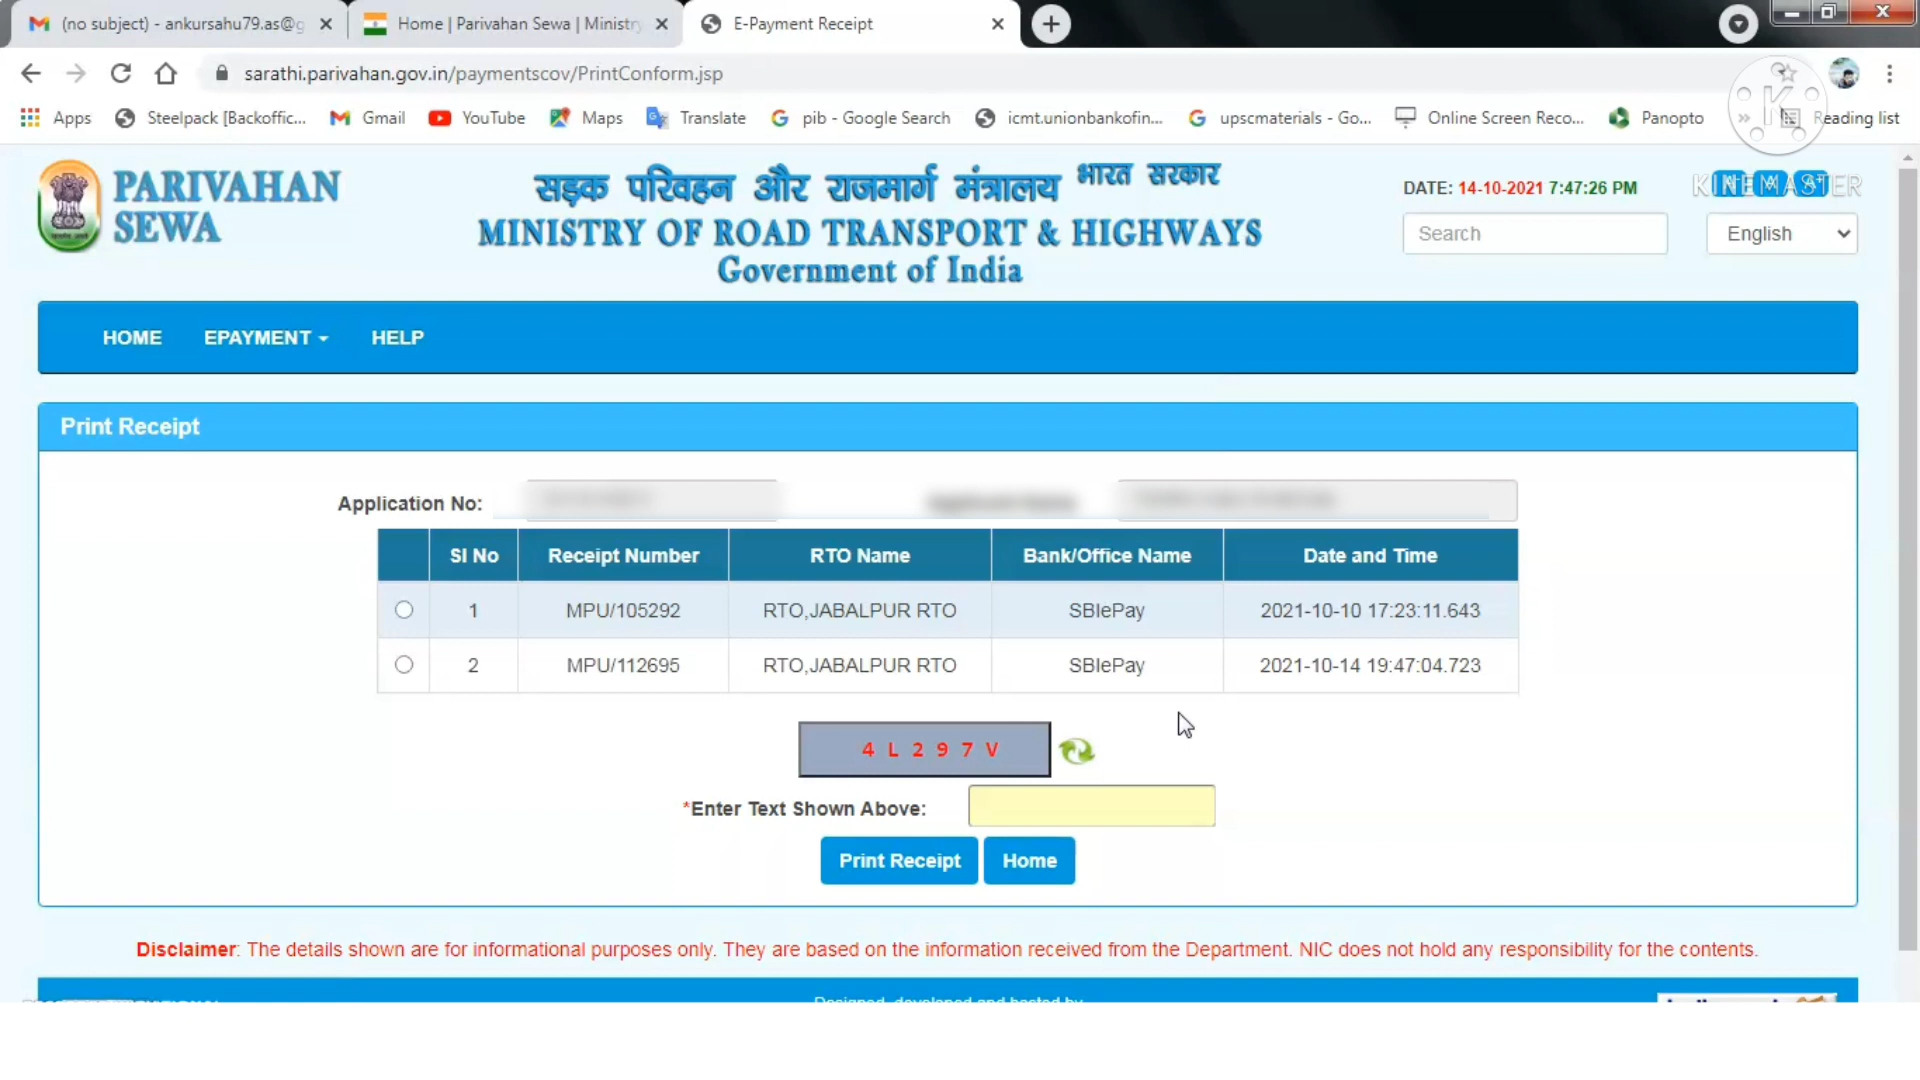 (no subject) - ankursahu79.as@g
Home | Parivahan Sewa | Ministry
E-Payment Receipt
sarathi.parivahan.gov.in/paymentscov/PrintConform.jsp
Apps
Steelpack [Backoffic...
Gmail
YouTube
Maps
Translate
pib - Google Search
icmt.unionbankofin...
upscmaterials - Go...
Online Screen Reco...
Panopto
»
Reading list
PARIVAHAN
SEWA
सड़क परिवहन और राजमार्ग मंत्रालय भारत सरकार
MINISTRY OF ROAD TRANSPORT & HIGHWAYS
Government of India
DATE: 14-10-2021 7:47:26 PM
KINEMASTER
Search
English
HOME
EPAYMENT
HELP
Print Receipt
Application No:
Sl No Receipt Number RTO Name Bank/Office Name Date and Time
1 MPU/105292 RTO,JABALPUR RTO SBIePay 2021-10-10 17:23:11.643
2 MPU/112695 RTO,JABALPUR RTO SBIePay 2021-10-14 19:47:04.723
4 L 2 9 7 V
*Enter Text Shown Above:
Print Receipt
Home
Disclaimer: The details shown are for informational purposes only. They are based on the information received from the Department. NIC does not hold any responsibility for the contents.
Designed, developed and hosted by